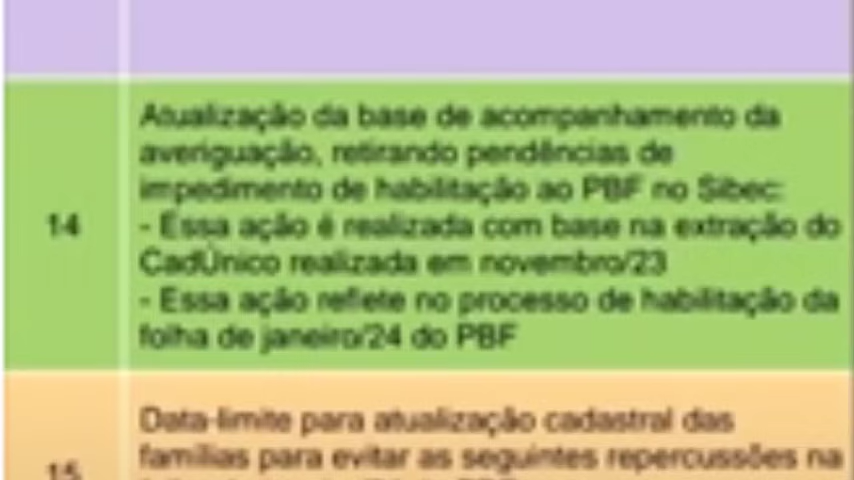 14
Atualização da base de acompanhamento da
averiguação, retirando pendências de
impedimento de habilitação ao PBF no Sibec:
- Essa ação é realizada com base na extração do
CadÚnico realizada em novembro/23
- Essa ação reflete no processo de habilitação da
folha de janeiro/24 do PBF
15
Data-limite para atualização cadastral das
famílias para evitar as seguintes repercussões na